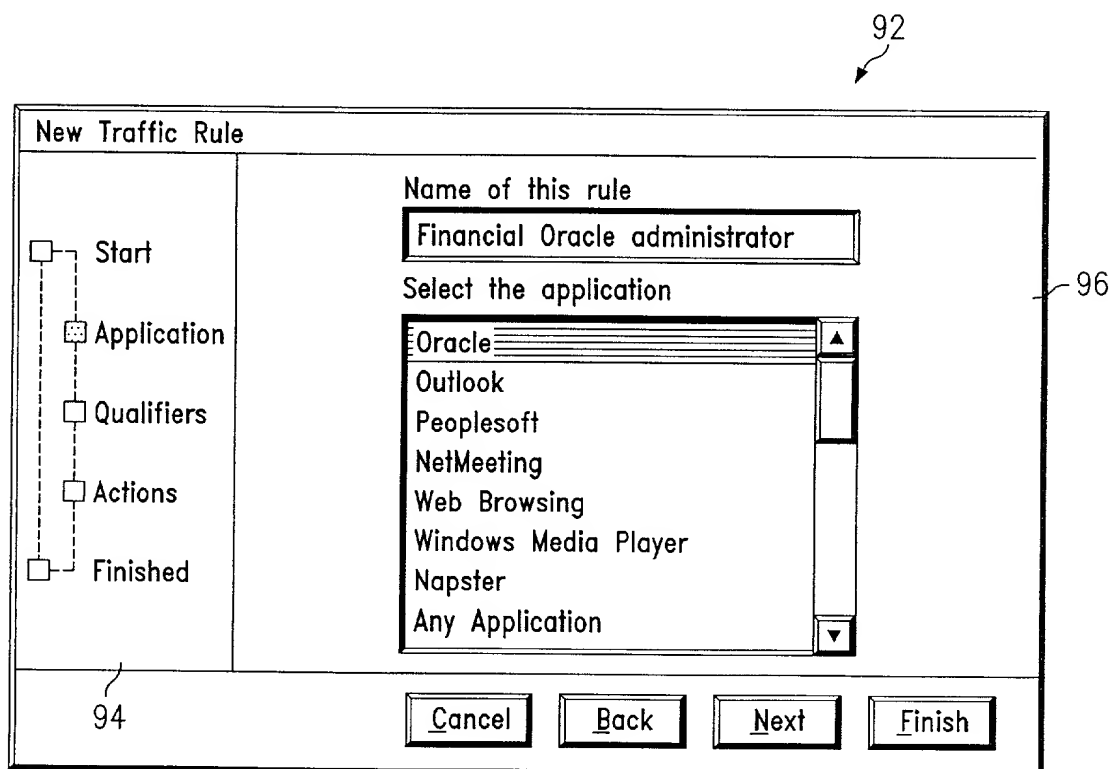 92
New Traffic Rule
Start
Application
Qualifiers
Actions
Finished
94
Name of this rule
Financial Oracle administrator
Select the application
Oracle
Outlook
Peoplesoft
NetMeeting
Web Browsing
Windows Media Player
Napster
Any Application
96
Cancel
Back
Next
Finish